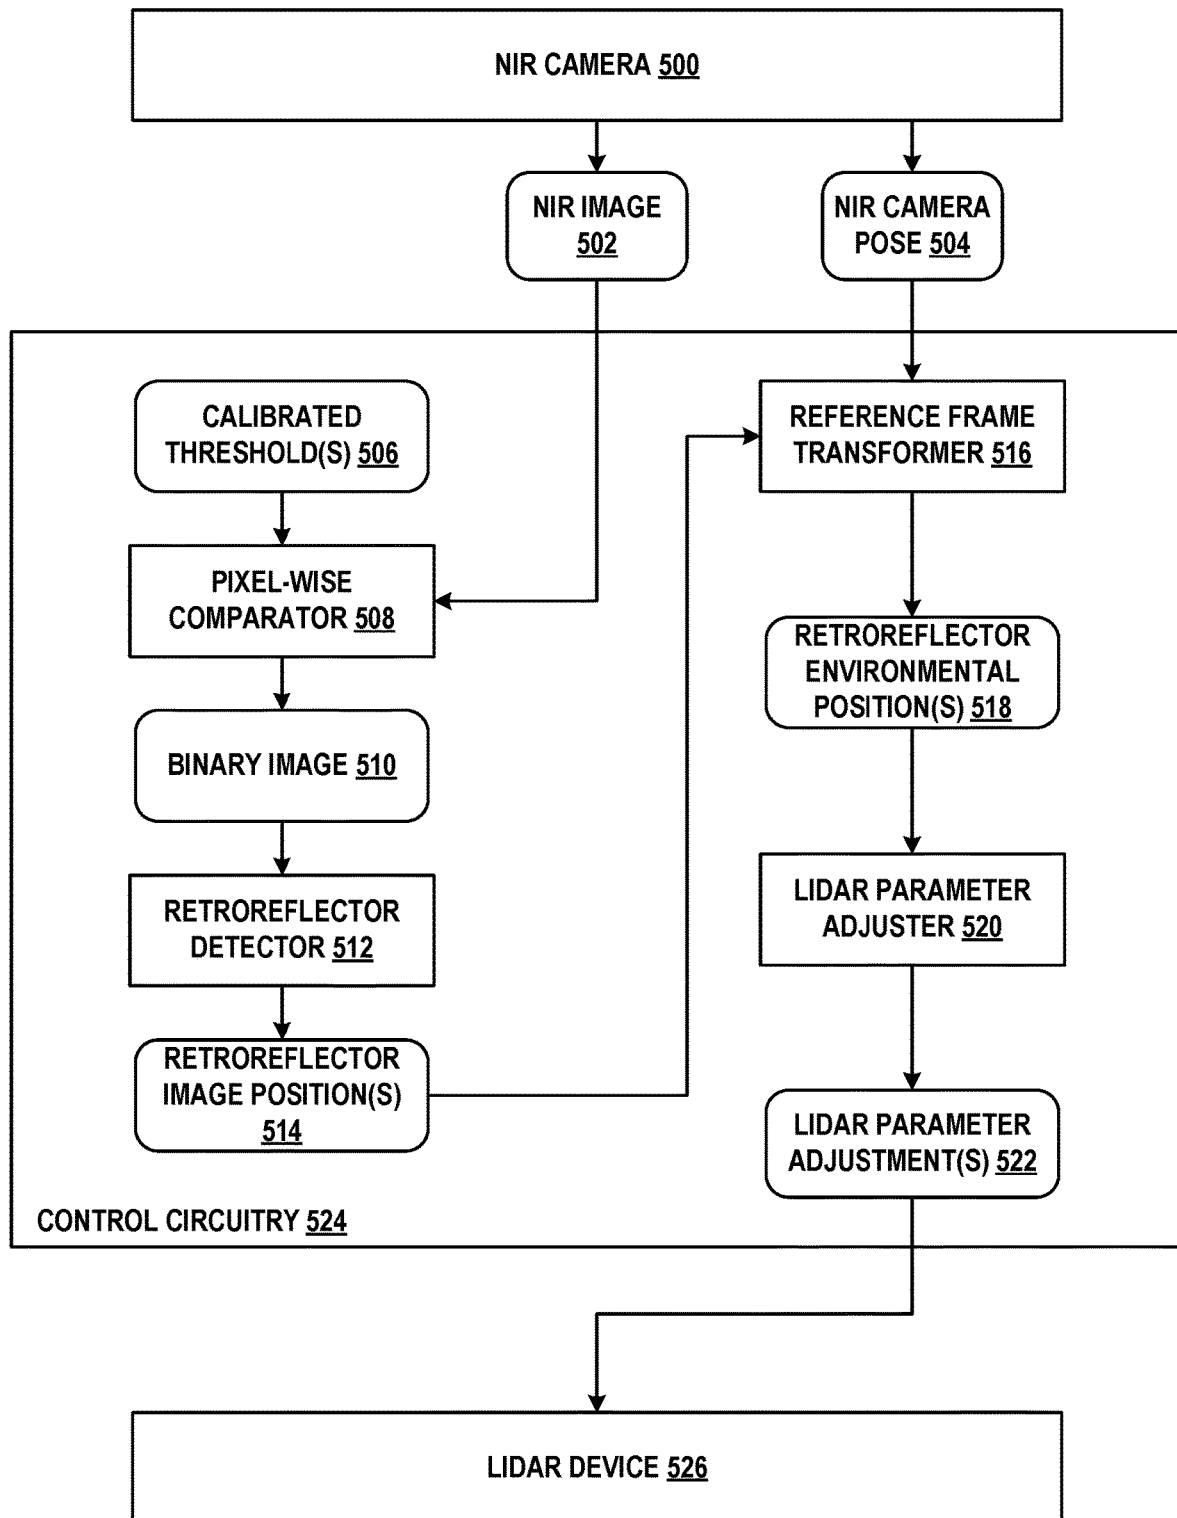 NIR CAMERA 500
NIR IMAGE
502
NIR CAMERA
POSE 504
CALIBRATED
THRESHOLD(S) 506
REFERENCE FRAME
TRANSFORMER 516
PIXEL-WISE
COMPARATOR 508
RETROREFLECTOR
ENVIRONMENTAL
POSITION(S) 518
BINARY IMAGE 510
RETROREFLECTOR
DETECTOR 512
LIDAR PARAMETER
ADJUSTER 520
RETROREFLECTOR
IMAGE POSITION(S)
514
LIDAR PARAMETER
ADJUSTMENT(S) 522
CONTROL CIRCUITRY 524
LIDAR DEVICE 526